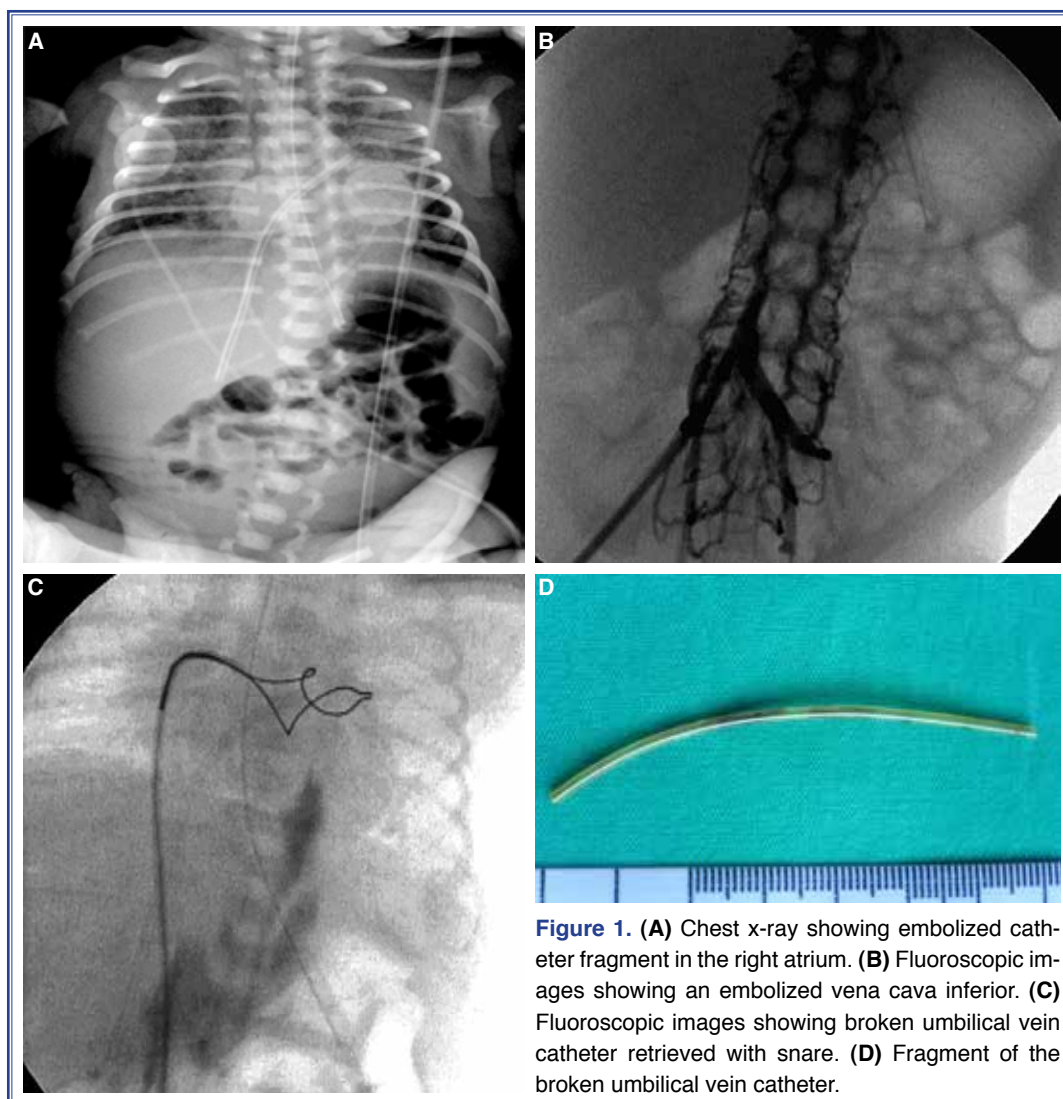 A
B
C
D
Figure 1. (A) Chest x-ray showing embolized cath-
eter fragment in the right atrium. (B) Fluoroscopic im-
ages showing an embolized vena cava inferior. (C)
Fluoroscopic images showing broken umbilical vein
catheter retrieved with snare. (D) Fragment of the
broken umbilical vein catheter.